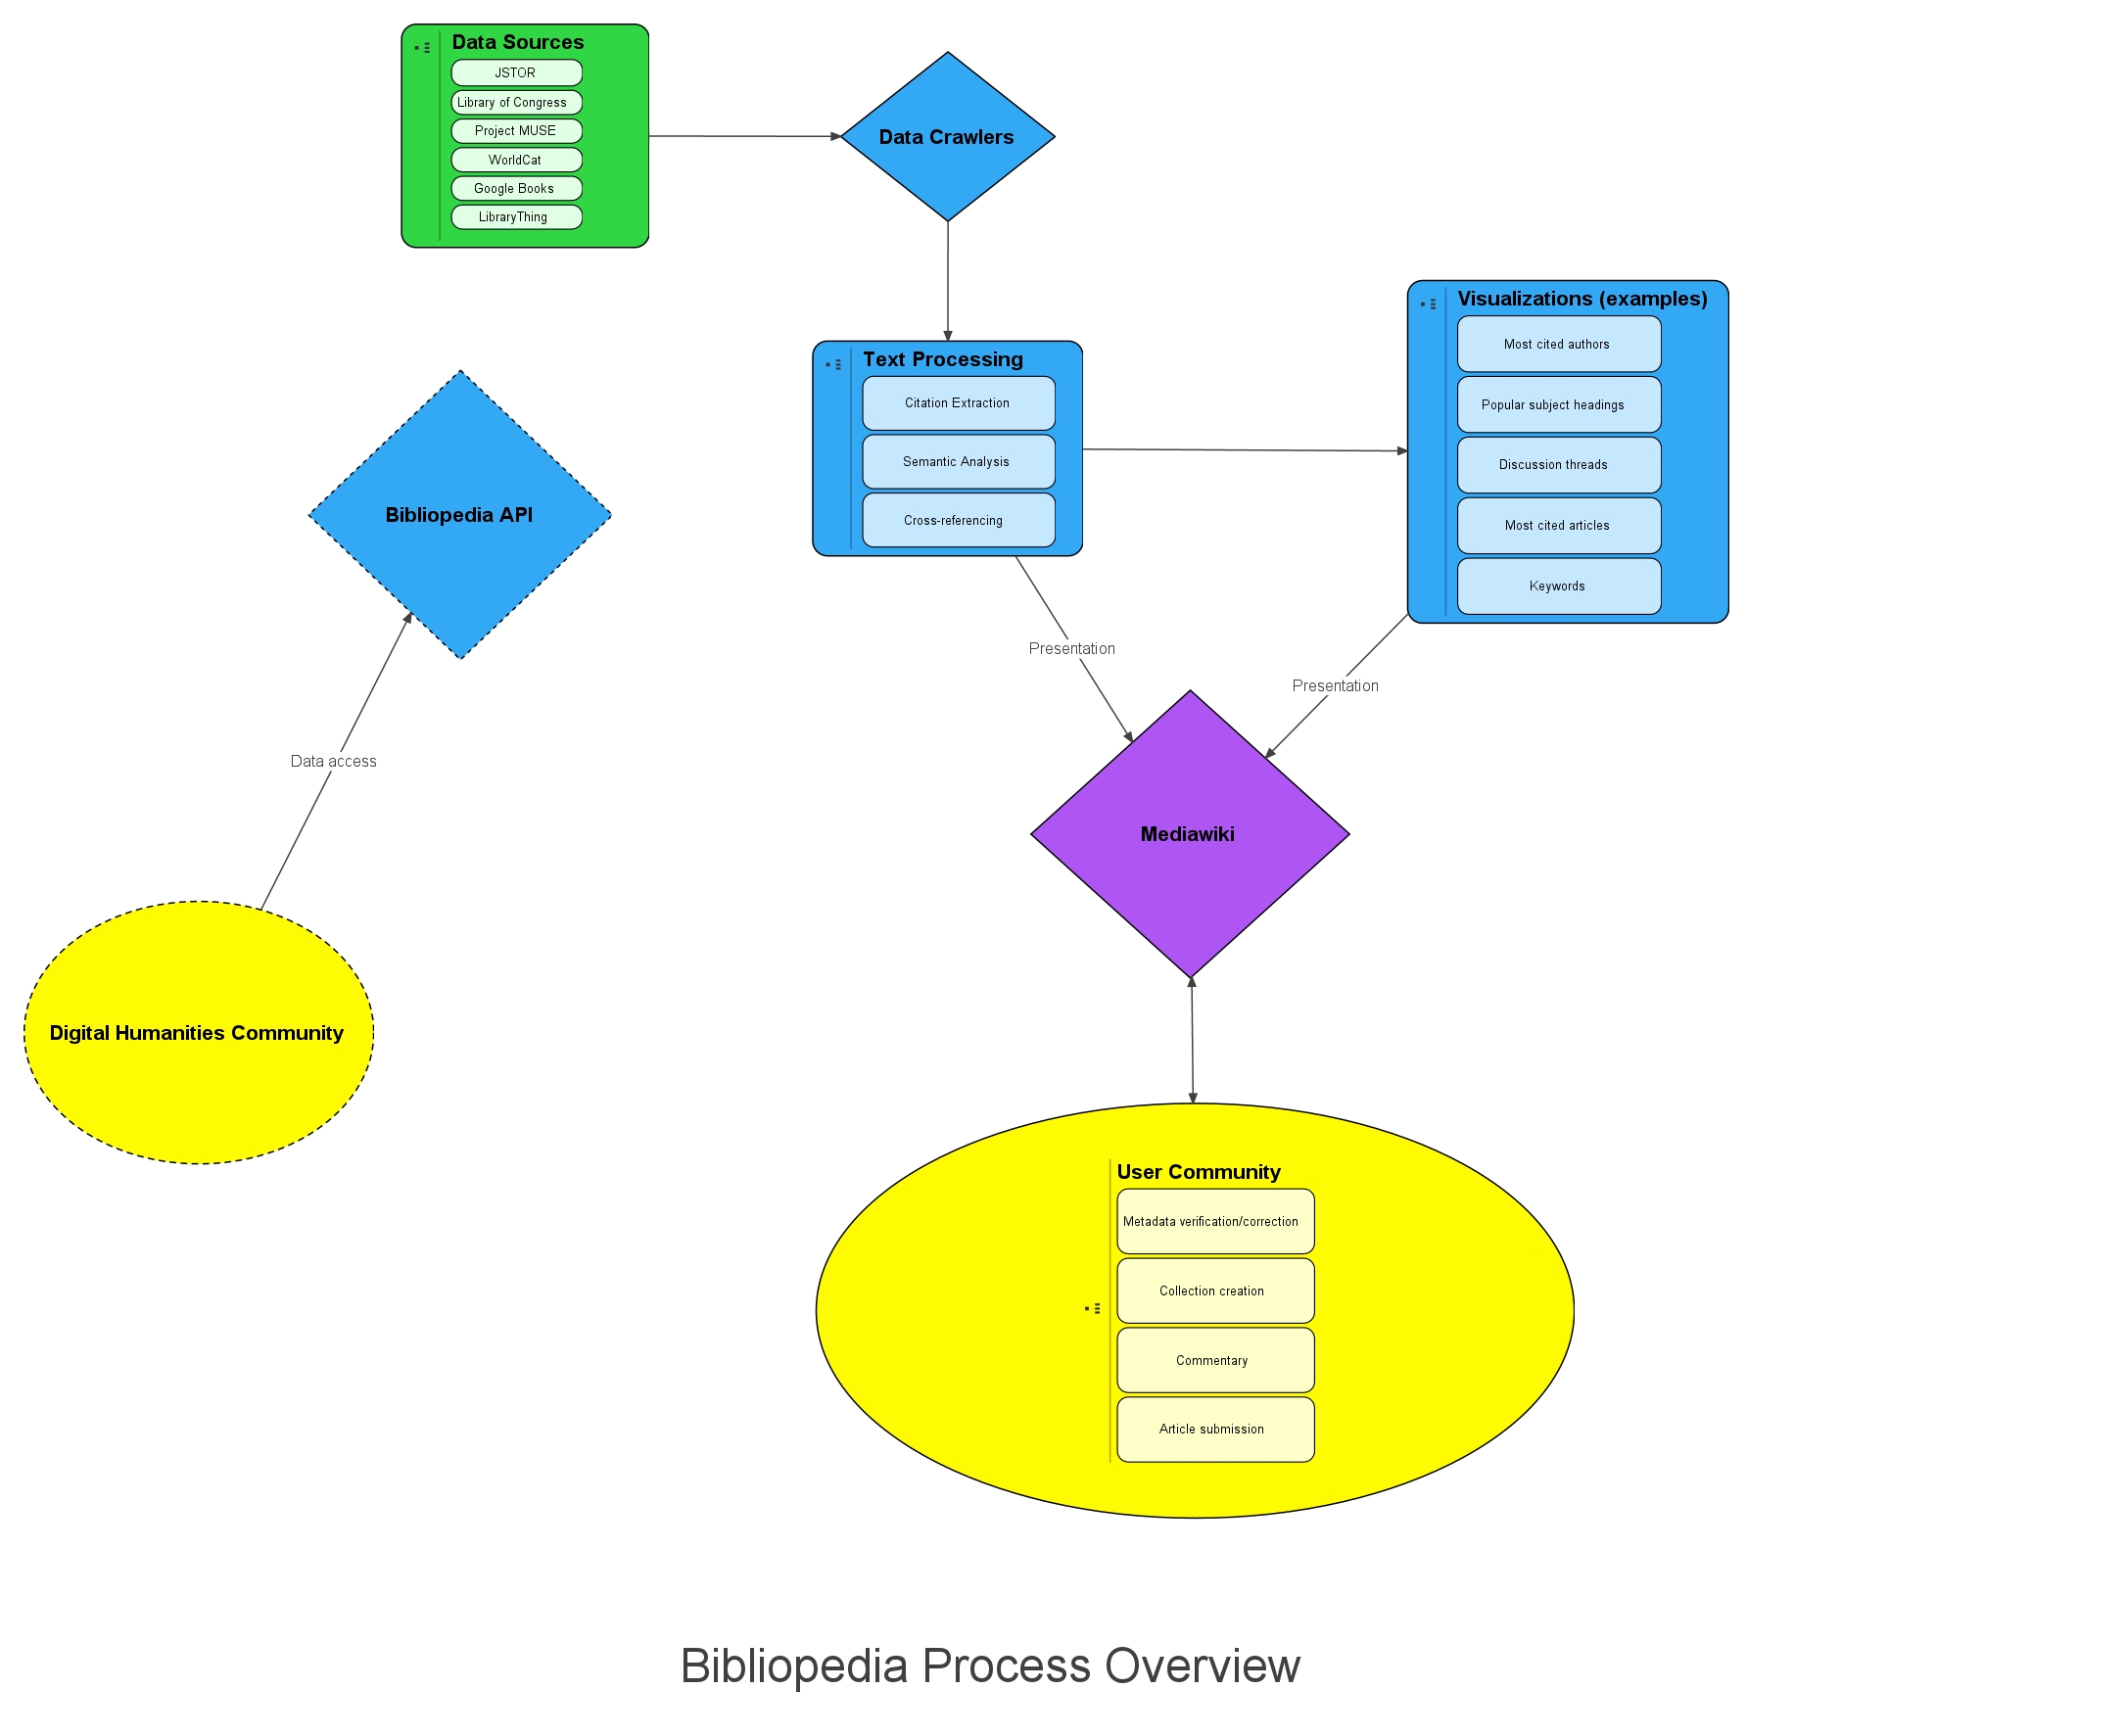 Data Sources
JSTOR
Library of Congress
Project MUSE
WorldCat
Google Books
LibraryThing
Data Crawlers
Text Processing
Citation Extraction
Semantic Analysis
Cross-referencing
Visualizations (examples)
Most cited authors
Popular subject headings
Discussion threads
Most cited articles
Keywords
Bibliopedia API
Presentation
Presentation
Data access
Mediawiki
Digital Humanities Community
User Community
Metadata verification/correction
Collection creation
Commentary
Article submission
Bibliopedia Process Overview